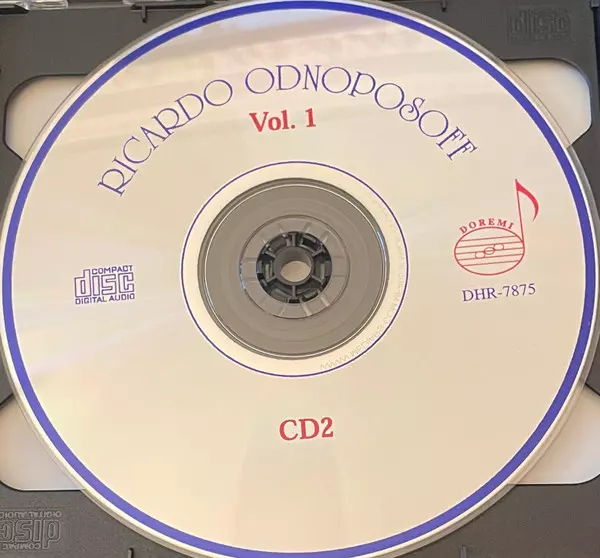 RICARDO ODNOPOSOFF
Vol. 1
DOREMI
COMPACT
disc
DIGITAL AUDIO
DHR-7875
CD2